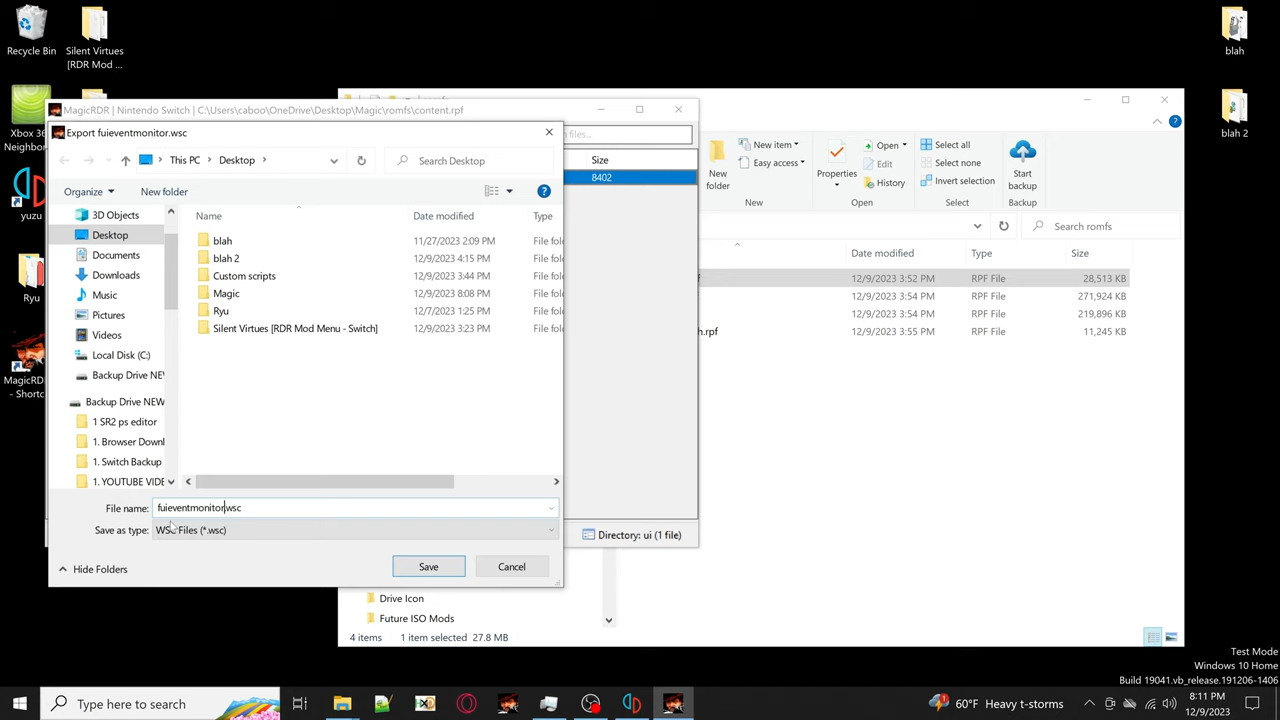 Recycle Bin
Silent Virtues
[RDR Mod ...
blah
blah 2
Xbox 36
Neighbor
yuzu
Ryu
MagicRD
- Shortc
MagicRDR | Nintendo Switch | C:\Users\caboo\OneDrive\Desktop\Magic\romfs\content.rpf
Export fuieventmonitor.wsc
This PC
Desktop
Search Desktop
Organize
New folder
Name
Date modified
Type
3D Objects
Desktop
Documents
Downloads
Music
Pictures
Videos
Local Disk (C:)
Backup Drive NEW
Backup Drive NEW
1 SR2 ps editor
1. Browser Downl
1. Switch Backup
1. YOUTUBE VIDE
blah 11/27/2023 2:09 PM File fol
blah 2 12/9/2023 4:15 PM File fol
Custom scripts 12/9/2023 3:44 PM File fol
Magic 12/9/2023 8:08 PM File fol
Ryu 12/7/2023 1:25 PM File fol
Silent Virtues [RDR Mod Menu - Switch] 12/9/2023 3:23 PM File fol
File name: fuieventmonitor.wsc
Save as type: WSC Files (*.wsc)
Hide Folders
Save
Cancel
files...
Size
8402
Directory: ui (1 file)
New
folder
New item
Easy access
New
Properties
Open
Edit
History
Open
Select all
Select none
Invert selection
Select
Start
backup
Backup
Search romfs
Date modified Type Size
12/9/2023 3:52 PM RPF File 28,513 KB
12/9/2023 3:54 PM RPF File 271,924 KB
12/9/2023 3:54 PM RPF File 219,896 KB
h.rpf 12/9/2023 3:55 PM RPF File 11,245 KB
Drive Icon
Future ISO Mods
4 items 1 item selected 27.8 MB
Test Mode
Windows 10 Home
Build 19041.vb_release.191206-1406
Type here to search
60°F Heavy t-storms
8:11 PM
12/9/2023